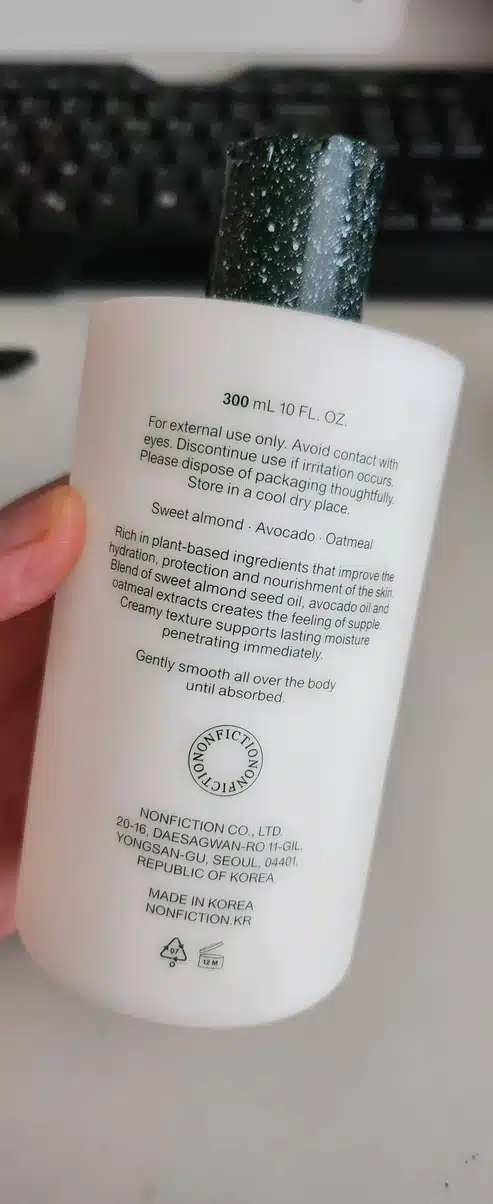 300 mL 10 FL. OZ.
For external use only. Avoid contact with
eyes. Discontinue use if irritation occurs.
Please dispose of packaging thoughtfully.
Store in a cool dry place.
Sweet almond · Avocado · Oatmeal
Rich in plant-based ingredients that improve the
hydration, protection and nourishment of the skin.
Blend of sweet almond seed oil, avocado oil and
oatmeal extracts creates the feeling of supple.
Creamy texture supports lasting moisture
penetrating immediately.
Gently smooth all over the body
until absorbed.
NONFICTION NONFICTION
NONFICTION CO., LTD.
20-16, DAESAGWAN-RO 11-GIL,
YONGSAN-GU, SEOUL, 04401,
REPUBLIC OF KOREA
MADE IN KOREA
NONFICTION.KR
07 12 M
O